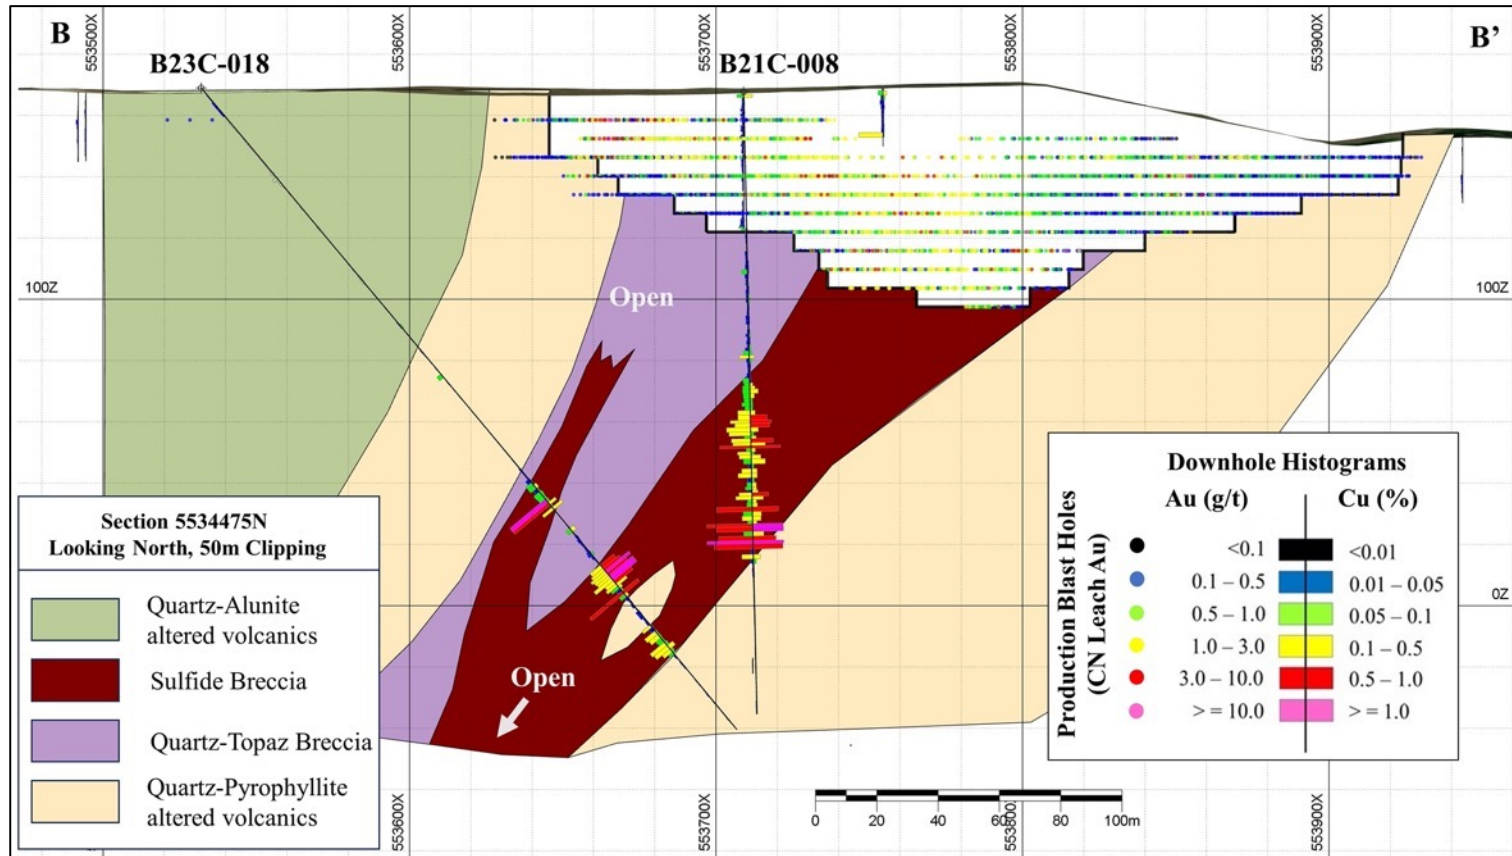 B
B'
553500X
553600X
553700X
553800X
553900X
B23C-018
B21C-008
100Z
100Z
Open
0Z
Open
Section 5534475N
Looking North, 50m Clipping
Quartz-Alunite
altered volcanics
Sulfide Breccia
Quartz-Topaz Breccia
Quartz-Pyrophyllite
altered volcanics
Downhole Histograms
Au (g/t)
Cu (%)
Production Blast Holes
(CN Leach Au)
<0.1
<0.01
0.1 – 0.5
0.01 – 0.05
0.5 – 1.0
0.05 – 0.1
1.0 – 3.0
0.1 – 0.5
3.0 – 10.0
0.5 – 1.0
> = 10.0
> = 1.0
0
20
40
60
80
100m
553600X
553700X
553800X
553900X